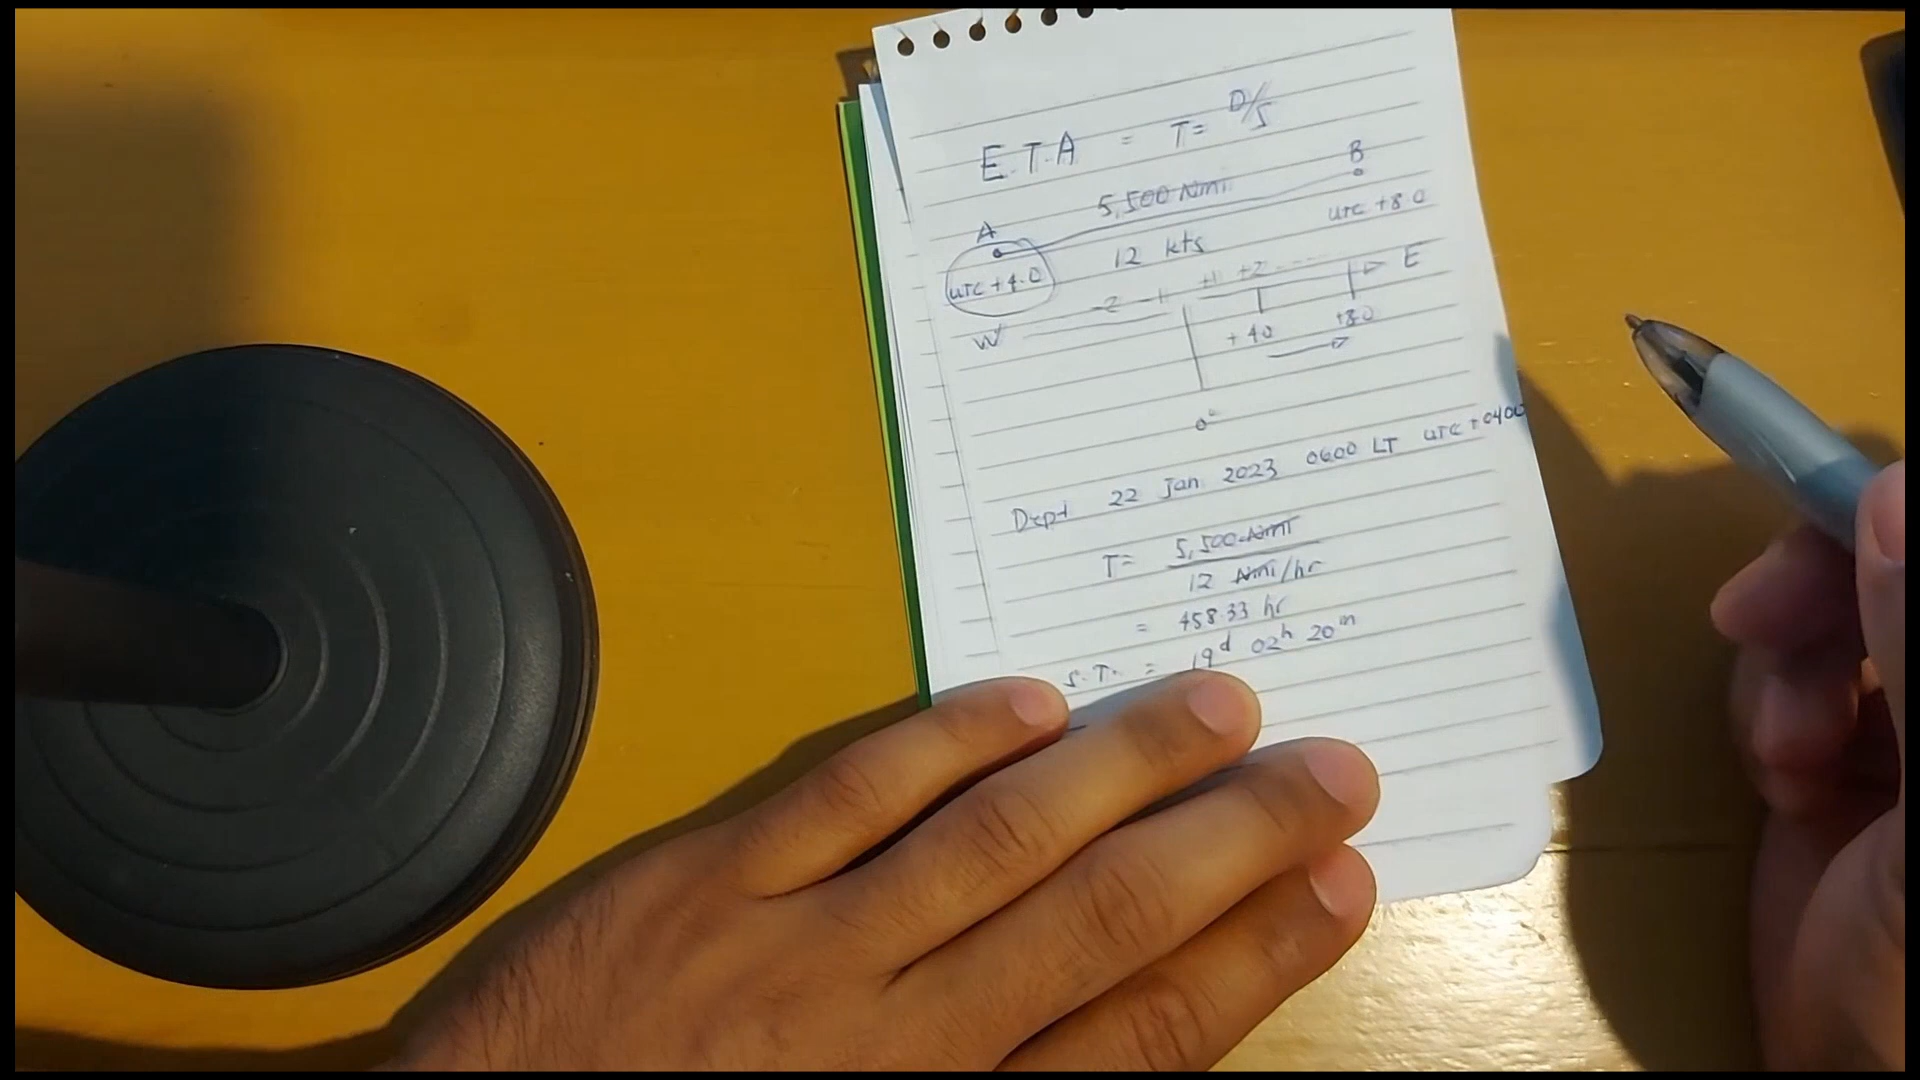 E.T.A = T= D/S
5,500 Nmi
A
B
utc +4.0
12 kts
utc +8.0
W -2 -1 +1 +2 ..... E
+40 +80
0°
Dept 22 Jan 2023 0600 LT utc +0400
T= 5,500 Nmi
12 Nmi/hr
= 458.33 hr
S.T. = 19d 02h 20m